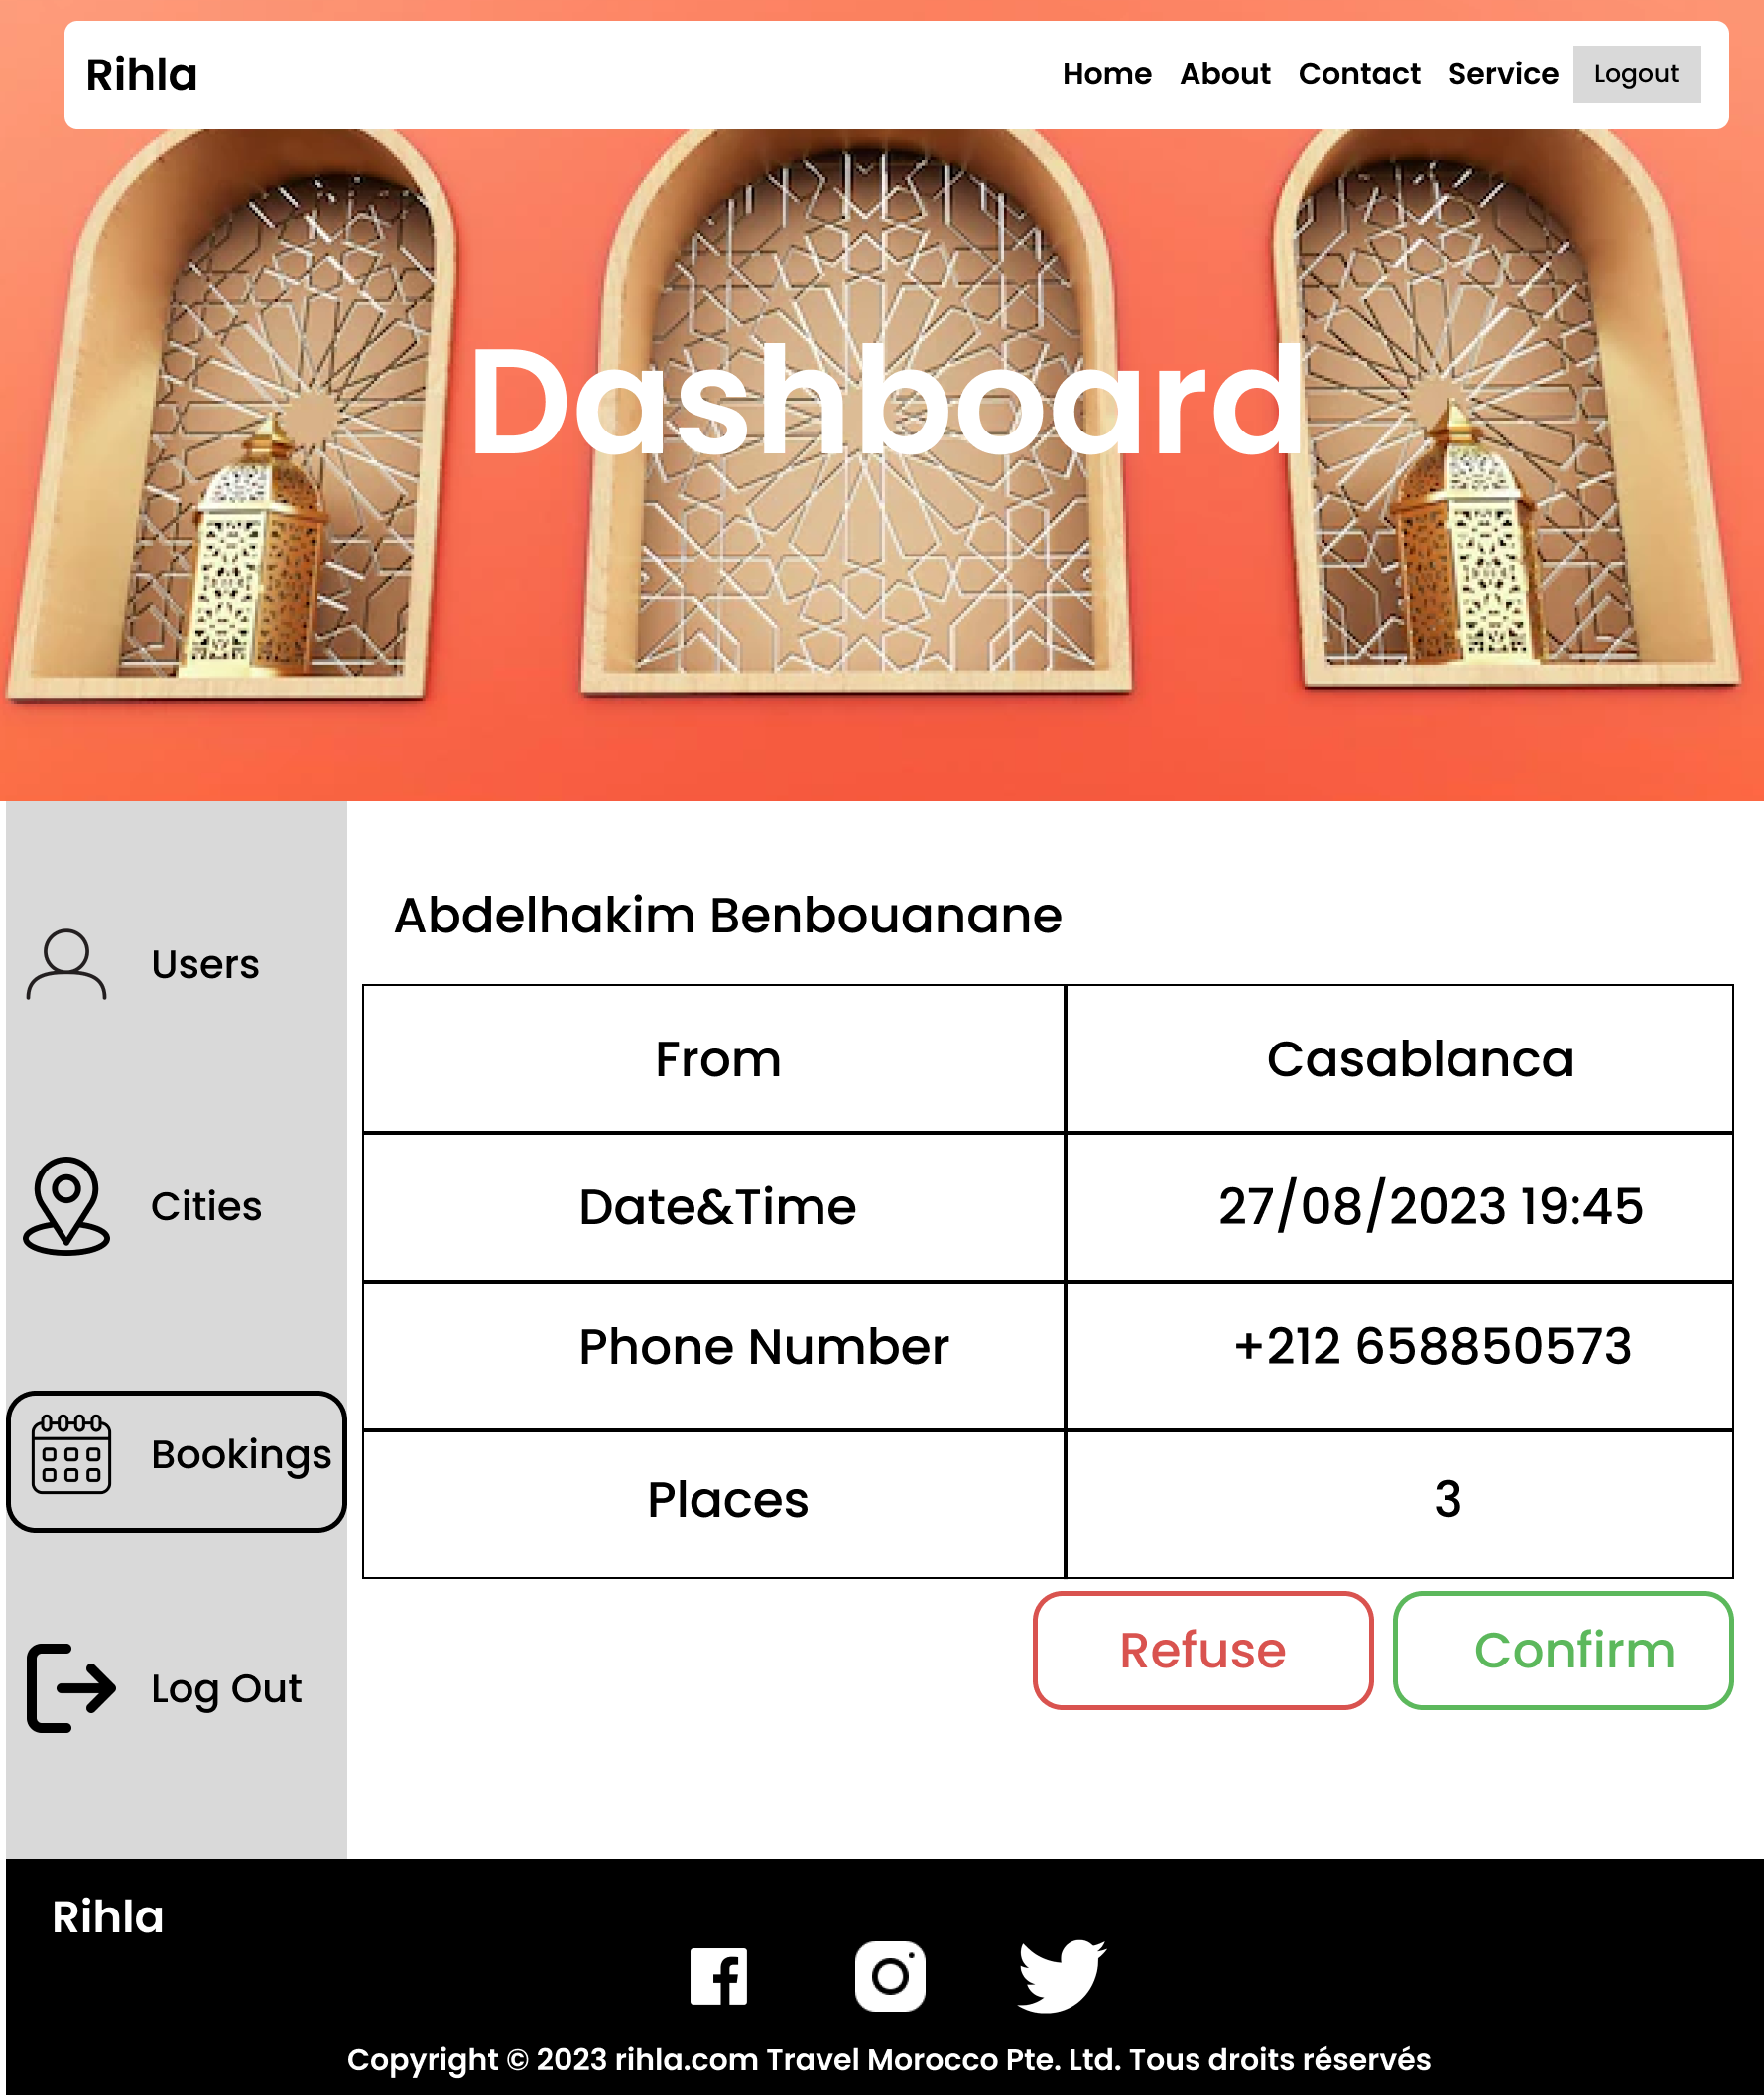 Rihla
Home About Contact Service Logout
Dashboard
Users
Cities
Bookings
Log Out
Abdelhakim Benbouanane
From Casablanca
Date&Time 27/08/2023 19:45
Phone Number +212 658850573
Places 3
Refuse Confirm
Rihla
Copyright © 2023 rihla.com Travel Morocco Pte. Ltd. Tous droits réservés